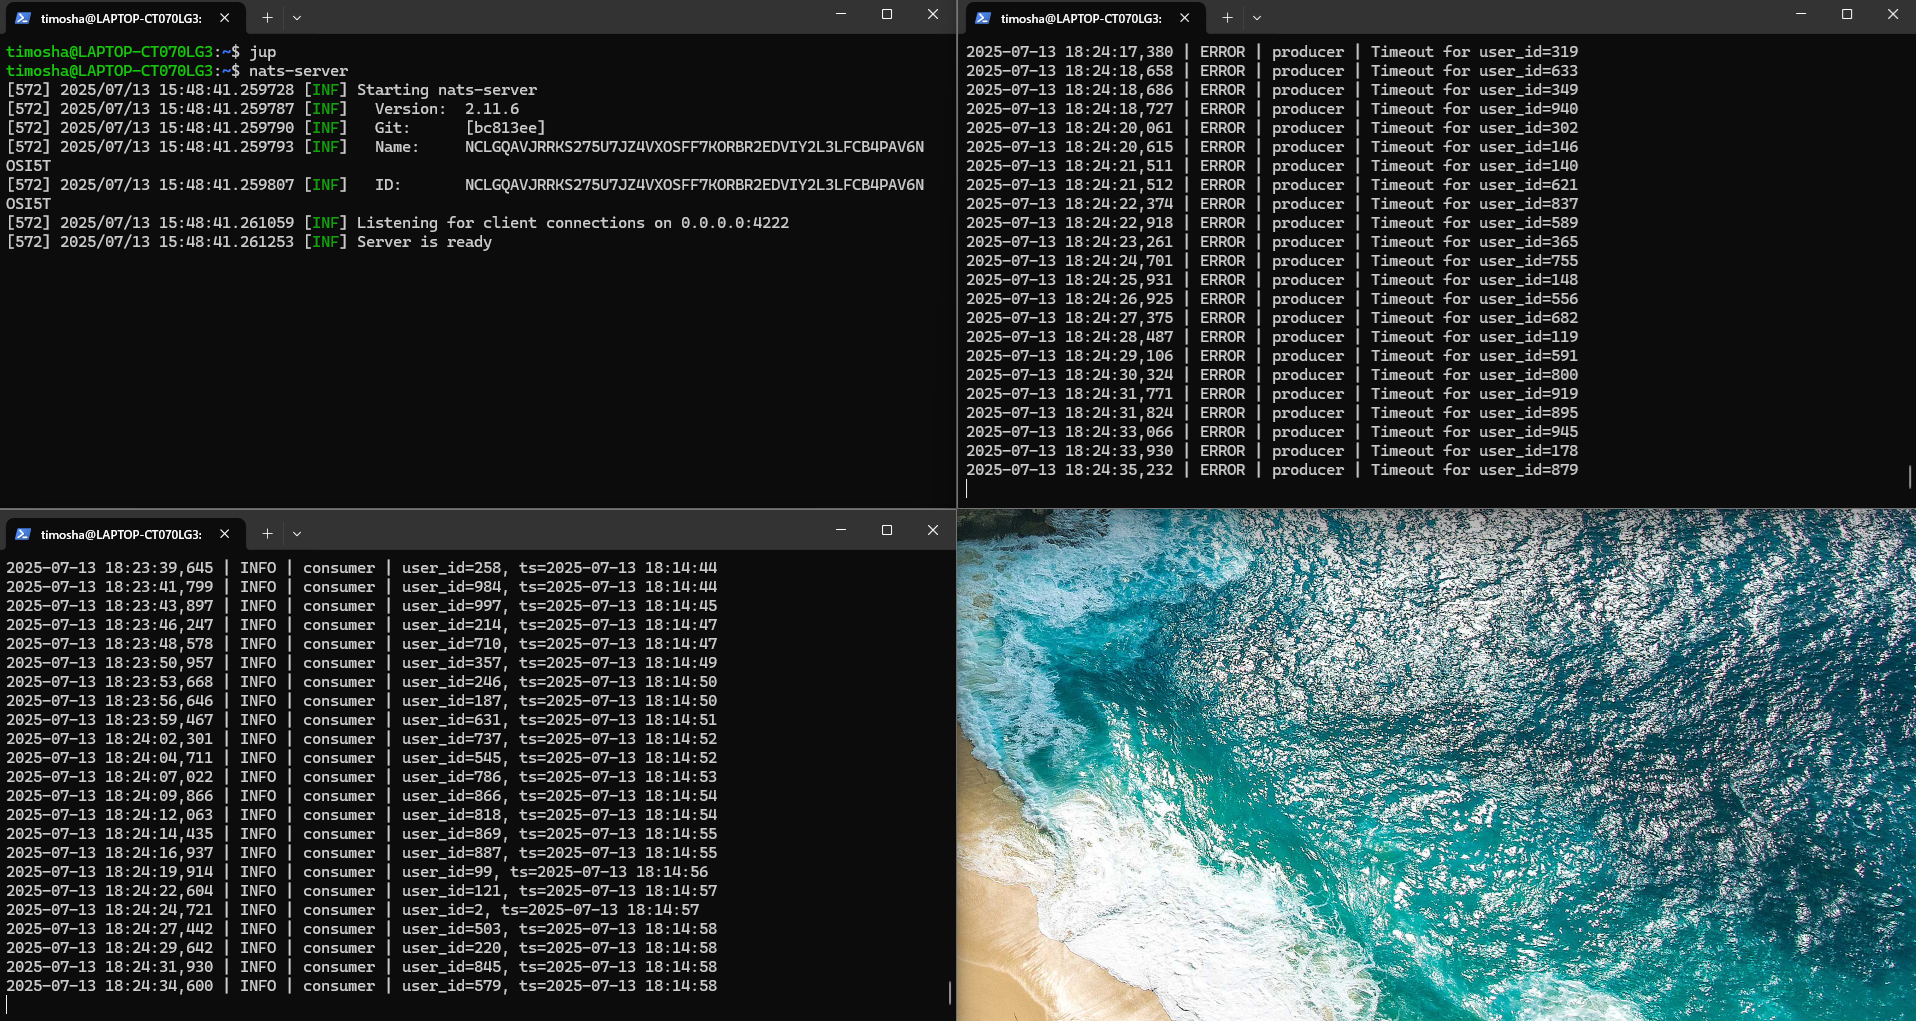 timosha@LAPTOP-CT070LG3:
timosha@LAPTOP-CT070LG3:~$ jup
timosha@LAPTOP-CT070LG3:~$ nats-server
[572] 2025/07/13 15:48:41.259728 [INF] Starting nats-server
[572] 2025/07/13 15:48:41.259787 [INF]   Version:  2.11.6
[572] 2025/07/13 15:48:41.259790 [INF]   Git:      [bc813ee]
[572] 2025/07/13 15:48:41.259793 [INF]   Name:     NCLGQAVJRRKS275U7JZ4VXOSFF7KORBR2EDVIY2L3LFCB4PAV6N
OSI5T
[572] 2025/07/13 15:48:41.259807 [INF]   ID:       NCLGQAVJRRKS275U7JZ4VXOSFF7KORBR2EDVIY2L3LFCB4PAV6N
OSI5T
[572] 2025/07/13 15:48:41.261059 [INF] Listening for client connections on 0.0.0.0:4222
[572] 2025/07/13 15:48:41.261253 [INF] Server is ready
timosha@LAPTOP-CT070LG3:
2025-07-13 18:24:17,380 | ERROR | producer | Timeout for user_id=319
2025-07-13 18:24:18,658 | ERROR | producer | Timeout for user_id=633
2025-07-13 18:24:18,686 | ERROR | producer | Timeout for user_id=349
2025-07-13 18:24:18,727 | ERROR | producer | Timeout for user_id=940
2025-07-13 18:24:20,061 | ERROR | producer | Timeout for user_id=302
2025-07-13 18:24:20,615 | ERROR | producer | Timeout for user_id=146
2025-07-13 18:24:21,511 | ERROR | producer | Timeout for user_id=140
2025-07-13 18:24:21,512 | ERROR | producer | Timeout for user_id=621
2025-07-13 18:24:22,374 | ERROR | producer | Timeout for user_id=837
2025-07-13 18:24:22,918 | ERROR | producer | Timeout for user_id=589
2025-07-13 18:24:23,261 | ERROR | producer | Timeout for user_id=365
2025-07-13 18:24:24,701 | ERROR | producer | Timeout for user_id=755
2025-07-13 18:24:25,931 | ERROR | producer | Timeout for user_id=148
2025-07-13 18:24:26,925 | ERROR | producer | Timeout for user_id=556
2025-07-13 18:24:27,375 | ERROR | producer | Timeout for user_id=682
2025-07-13 18:24:28,487 | ERROR | producer | Timeout for user_id=119
2025-07-13 18:24:29,106 | ERROR | producer | Timeout for user_id=591
2025-07-13 18:24:30,324 | ERROR | producer | Timeout for user_id=800
2025-07-13 18:24:31,771 | ERROR | producer | Timeout for user_id=919
2025-07-13 18:24:31,824 | ERROR | producer | Timeout for user_id=895
2025-07-13 18:24:33,066 | ERROR | producer | Timeout for user_id=945
2025-07-13 18:24:33,930 | ERROR | producer | Timeout for user_id=178
2025-07-13 18:24:35,232 | ERROR | producer | Timeout for user_id=879
timosha@LAPTOP-CT070LG3:
2025-07-13 18:23:39,645 | INFO | consumer | user_id=258, ts=2025-07-13 18:14:44
2025-07-13 18:23:41,799 | INFO | consumer | user_id=984, ts=2025-07-13 18:14:44
2025-07-13 18:23:43,897 | INFO | consumer | user_id=997, ts=2025-07-13 18:14:45
2025-07-13 18:23:46,247 | INFO | consumer | user_id=214, ts=2025-07-13 18:14:47
2025-07-13 18:23:48,578 | INFO | consumer | user_id=710, ts=2025-07-13 18:14:47
2025-07-13 18:23:50,957 | INFO | consumer | user_id=357, ts=2025-07-13 18:14:49
2025-07-13 18:23:53,668 | INFO | consumer | user_id=246, ts=2025-07-13 18:14:50
2025-07-13 18:23:56,646 | INFO | consumer | user_id=187, ts=2025-07-13 18:14:50
2025-07-13 18:23:59,467 | INFO | consumer | user_id=631, ts=2025-07-13 18:14:51
2025-07-13 18:24:02,301 | INFO | consumer | user_id=737, ts=2025-07-13 18:14:52
2025-07-13 18:24:04,711 | INFO | consumer | user_id=545, ts=2025-07-13 18:14:52
2025-07-13 18:24:07,022 | INFO | consumer | user_id=786, ts=2025-07-13 18:14:53
2025-07-13 18:24:09,866 | INFO | consumer | user_id=866, ts=2025-07-13 18:14:54
2025-07-13 18:24:12,063 | INFO | consumer | user_id=818, ts=2025-07-13 18:14:54
2025-07-13 18:24:14,435 | INFO | consumer | user_id=869, ts=2025-07-13 18:14:55
2025-07-13 18:24:16,937 | INFO | consumer | user_id=887, ts=2025-07-13 18:14:55
2025-07-13 18:24:19,914 | INFO | consumer | user_id=99, ts=2025-07-13 18:14:56
2025-07-13 18:24:22,604 | INFO | consumer | user_id=121, ts=2025-07-13 18:14:57
2025-07-13 18:24:24,721 | INFO | consumer | user_id=2, ts=2025-07-13 18:14:57
2025-07-13 18:24:27,442 | INFO | consumer | user_id=503, ts=2025-07-13 18:14:58
2025-07-13 18:24:29,642 | INFO | consumer | user_id=220, ts=2025-07-13 18:14:58
2025-07-13 18:24:31,930 | INFO | consumer | user_id=845, ts=2025-07-13 18:14:58
2025-07-13 18:24:34,600 | INFO | consumer | user_id=579, ts=2025-07-13 18:14:58